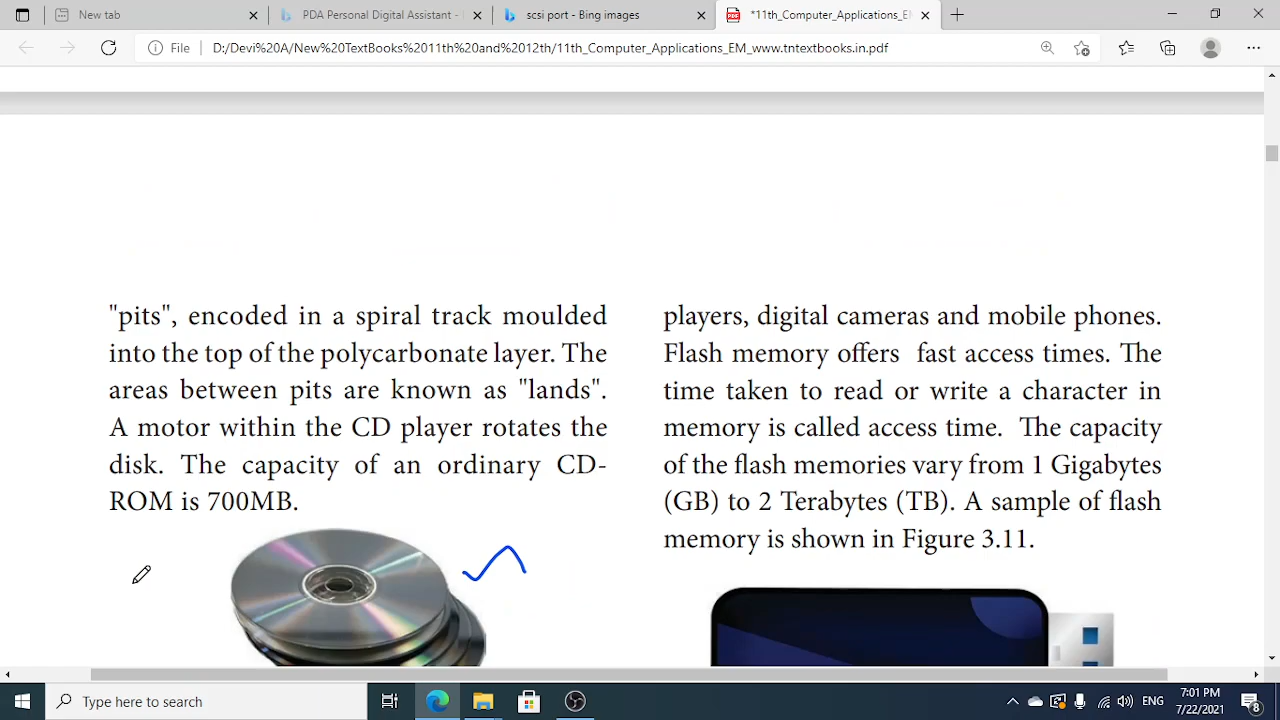 New tab
PDA Personal Digital Assistant -
scsi port - Bing images
*11th_Computer_Applications_EM
File
D:/Devi%20A/New%20TextBooks%2011th%20and%2012th/11th_Computer_Applications_EM_www.tntextbooks.in.pdf
"pits", encoded in a spiral track moulded
into the top of the polycarbonate layer. The
areas between pits are known as "lands".
A motor within the CD player rotates the
disk. The capacity of an ordinary CD-
ROM is 700MB.
players, digital cameras and mobile phones.
Flash memory offers fast access times. The
time taken to read or write a character in
memory is called access time. The capacity
of the flash memories vary from 1 Gigabytes
(GB) to 2 Terabytes (TB). A sample of flash
memory is shown in Figure 3.11.
Type here to search
ENG
7:01 PM
7/22/2021
8